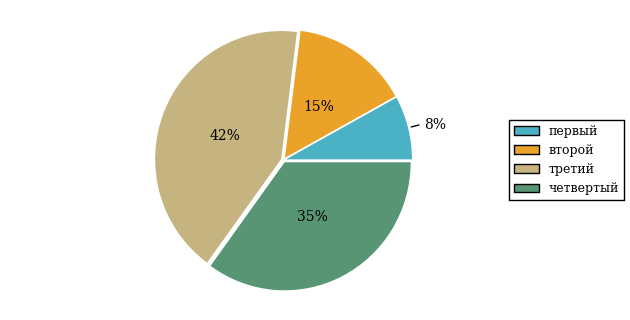 15%
8%
42%
35%
первый
второй
третий
четвертый